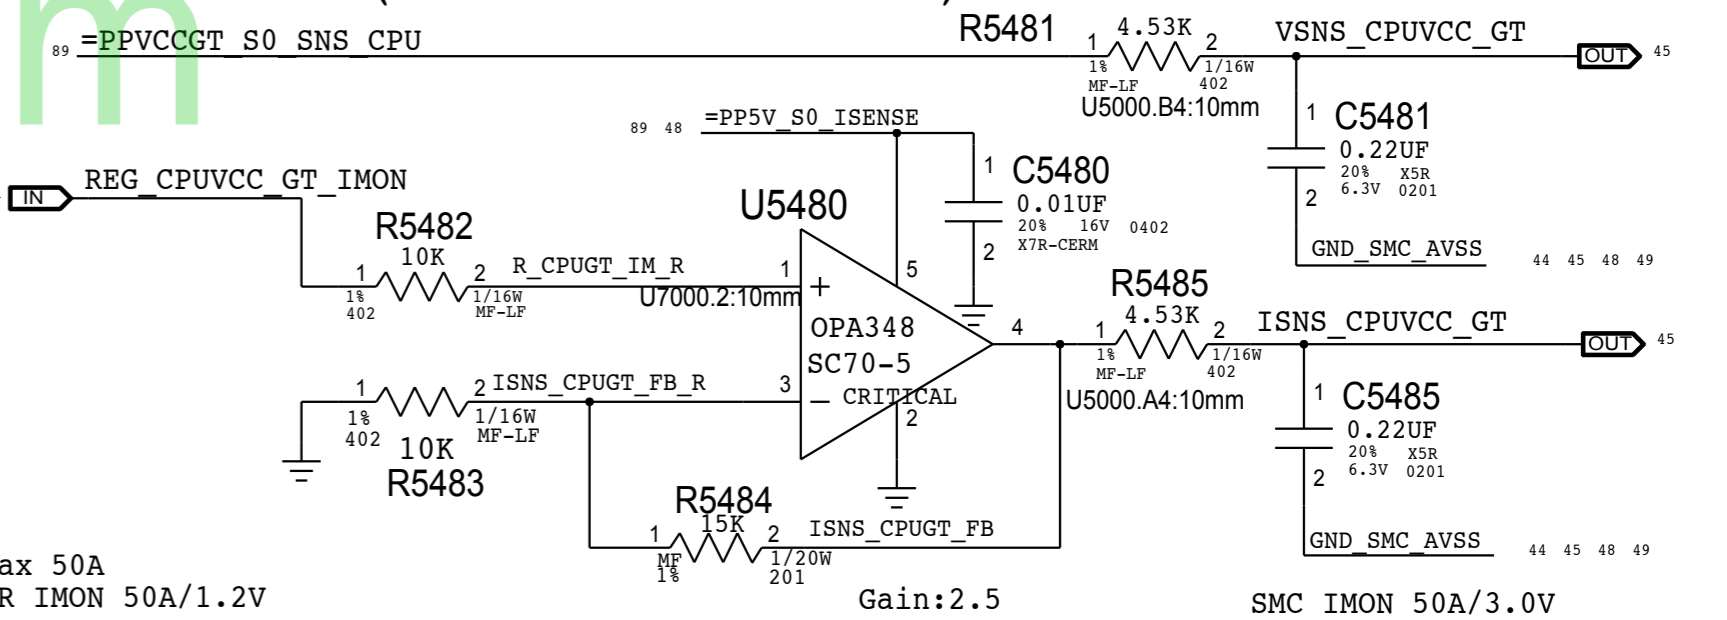 m
89 =PPVCCGT_S0_SNS_CPU
R5481
1 4.53K 2
1% 1/16W
MF-LF 402
U5000.B4:10mm
VSNS_CPUVCC_GT
OUT 45
1 C5481
0.22UF
20% X5R
2 6.3V 0201
GND_SMC_AVSS 44 45 48 49
89 48 =PP5V_S0_ISENSE
1 C5480
0.01UF
20% 16V 0402
2 X7R-CERM
IN REG_CPUVCC_GT_IMON
R5482
1 10K 2
1% 1/16W
402 MF-LF
R_CPUGT_IM_R
U7000.2:10mm
U5480
1 + 5
OPA348
SC70-5
3 - CRITICAL
2
4
1 2 ISNS_CPUGT_FB_R
1% 1/16W
402 10K MF-LF
R5483
R5484
1 15K 2 ISNS_CPUGT_FB
MF 1/20W
1% 201
R5485
1 4.53K 2
1% 1/16W
MF-LF 402
U5000.A4:10mm
ISNS_CPUVCC_GT
OUT 45
1 C5485
0.22UF
20% X5R
2 6.3V 0201
GND_SMC_AVSS 44 45 48 49
ax 50A
R IMON 50A/1.2V
Gain:2.5
SMC IMON 50A/3.0V